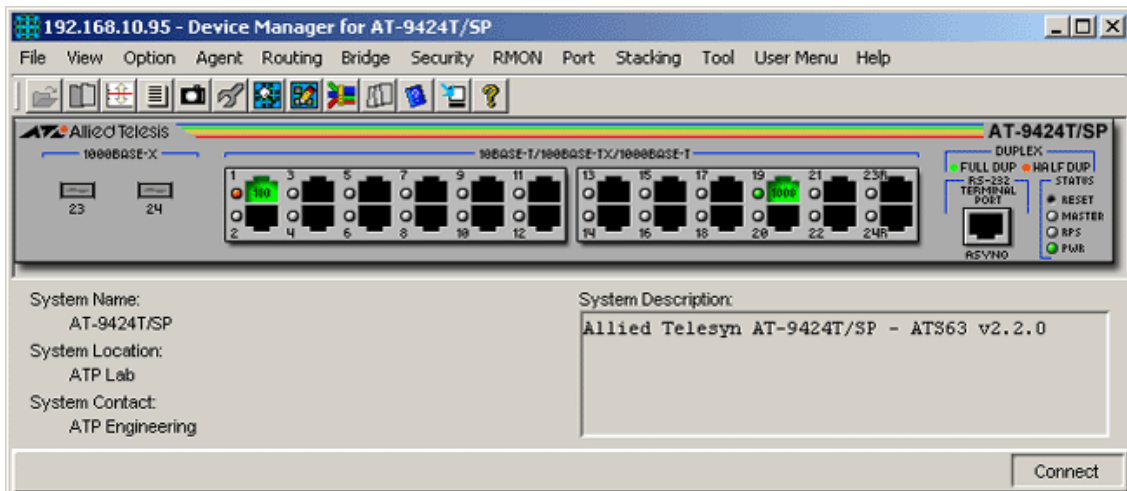 192.168.10.95 - Device Manager for AT-9424T/SP
File View Option Agent Routing Bridge Security RMON Port Stacking Tool User Menu Help
Allied Telesis
AT-9424T/SP
1000BASE-X
10BASE-T/100BASE-TX/1000BASE-T
DUPLEX
FULL DUP HALF DUP
RS-232 TERMINAL PORT
STATUS
1 3 5 7 9 11 13 15 17 19 21 23R
100 1000
RESET
MASTER
RPS
PWR
23 24
2 4 6 8 10 12 14 16 18 20 22 24R
ASYN0
System Name:
AT-9424T/SP
System Location:
ATP Lab
System Contact:
ATP Engineering
System Description:
Allied Telesyn AT-9424T/SP - ATS63 v2.2.0
Connect